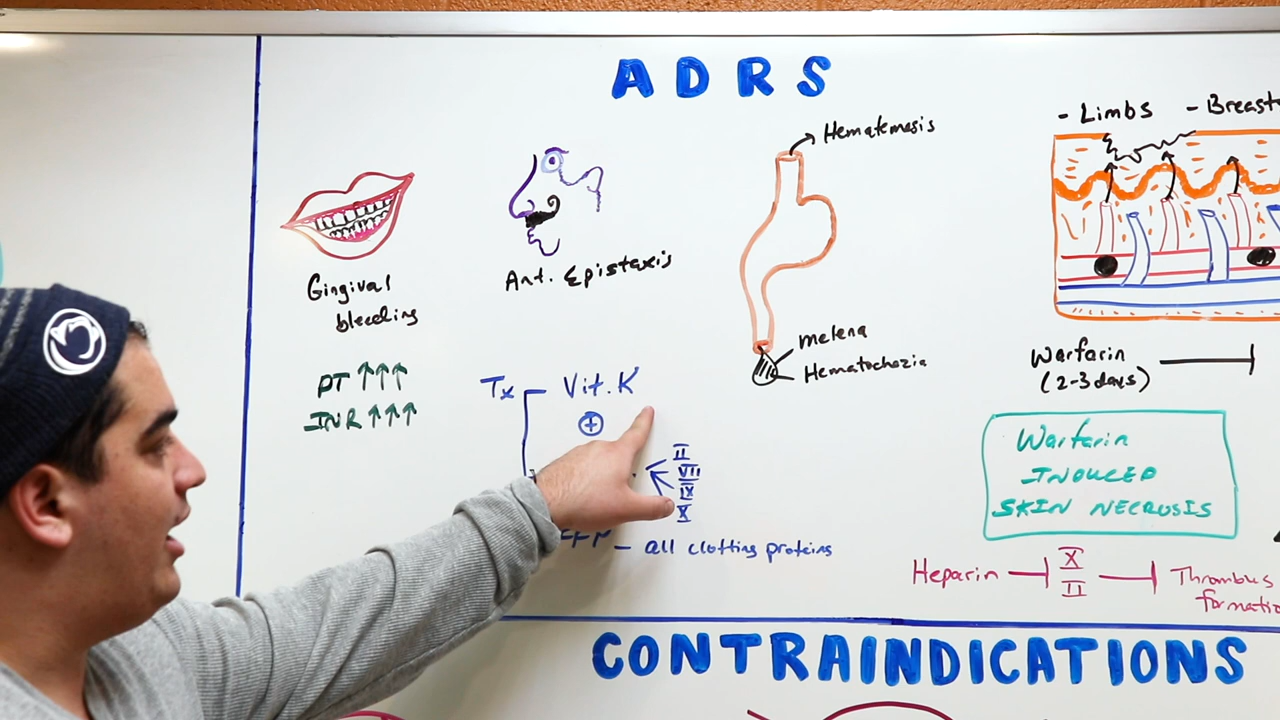 ADRS
Gingival
bleeding
PT ↑↑↑
INR ↑↑↑
Ant. Epistaxis
Tx Vit. K
+
II
VII
IX
X
– all clotting proteins
Hematemesis
melena
Hematochezia
- Limbs - Breast
Warfarin
(2-3 days)
Warfarin
INDUCED
SKIN NECROSIS
Heparin X
II
Thrombus
CONTRAINDICATIONS